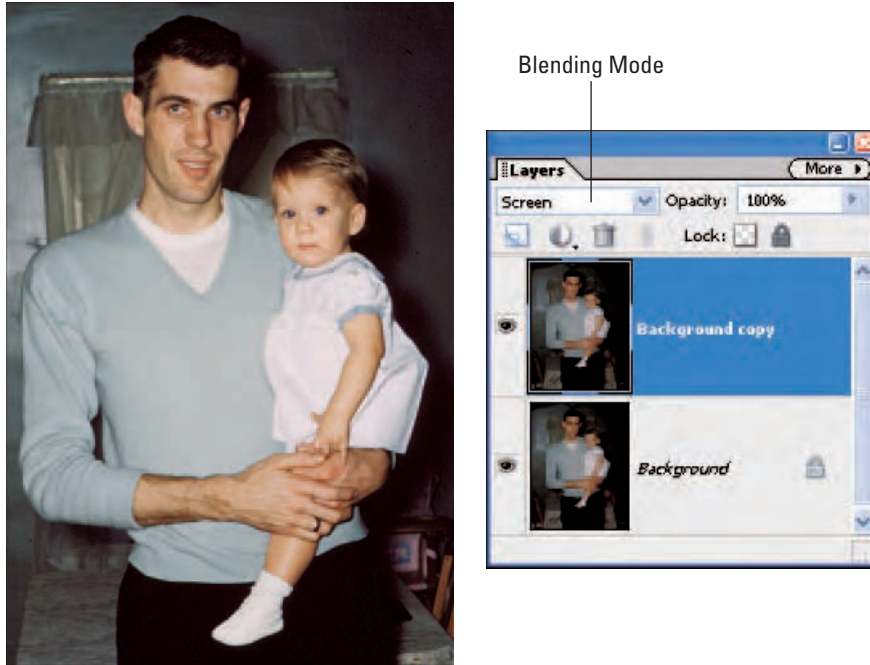 Blending Mode
Layers
More
Screen
Opacity: 100%
Lock:
Background copy
Background